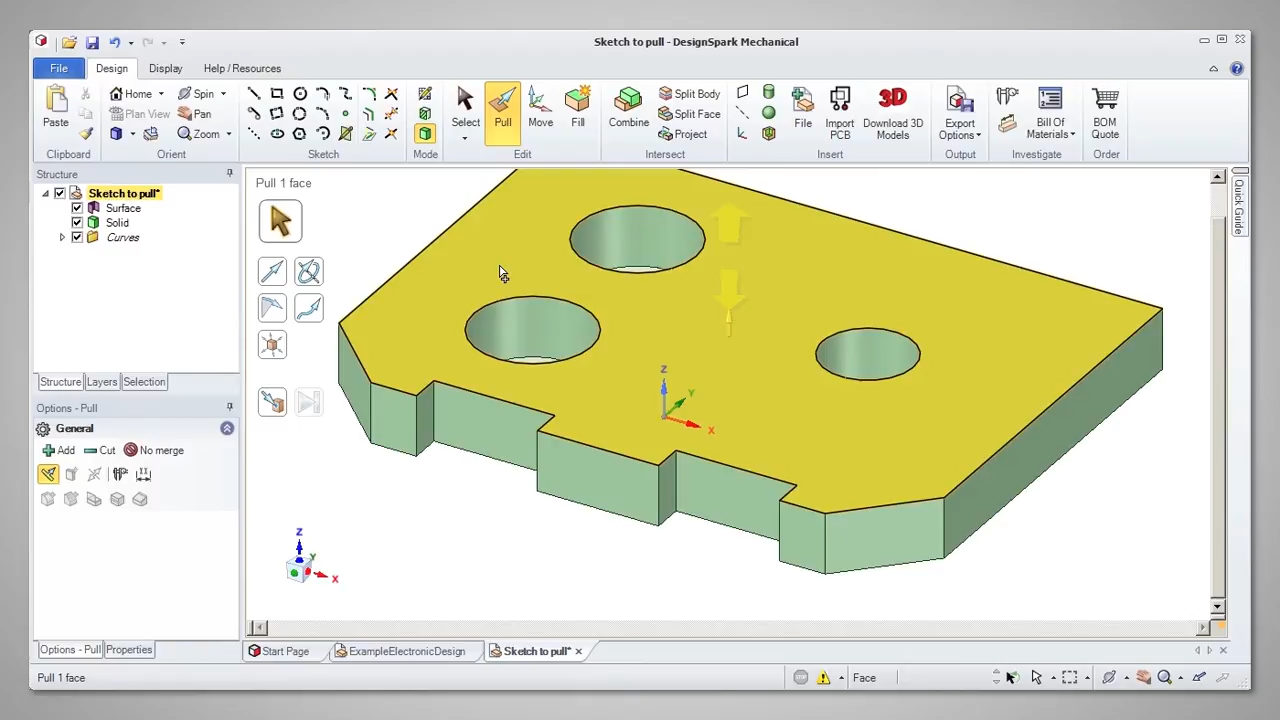 Sketch to pull - DesignSpark Mechanical
File
Design
Display
Help / Resources
Paste
Clipboard
Home
Spin
Plan View
Pan
Zoom
Orient
Sketch
Mode
Select
Pull
Move
Fill
Edit
Combine
Split Body
Split Face
Project
Intersect
File
Import
PCB
3D
Download 3D
Models
Insert
Export
Options
Output
Bill Of
Materials
Investigate
BOM
Quote
Order
Structure
Sketch to pull*
Surface
Solid
Curves
Structure
Layers
Selection
Options - Pull
General
Add
Cut
No merge
Options - Pull
Properties
Pull 1 face
Z
Y
X
Z
Y
X
Quick Guide
Start Page
ExampleElectronicDesign
Sketch to pull*
Pull 1 face
Face